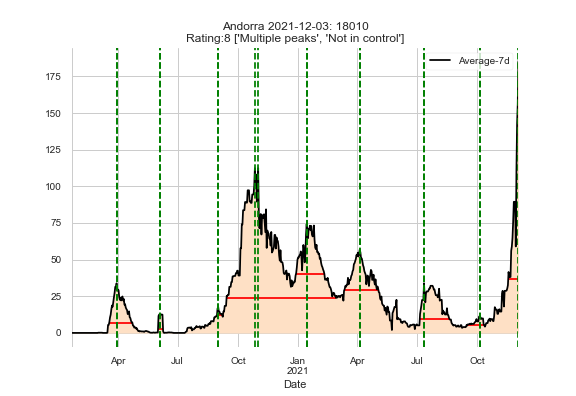 Andorra 2021-12-03: 18010
Rating:8 ['Multiple peaks', 'Not in control']
Average-7d
175
150
125
100
75
50
25
0
Apr
Jul
Oct
Jan
2021
Apr
Jul
Oct
Date